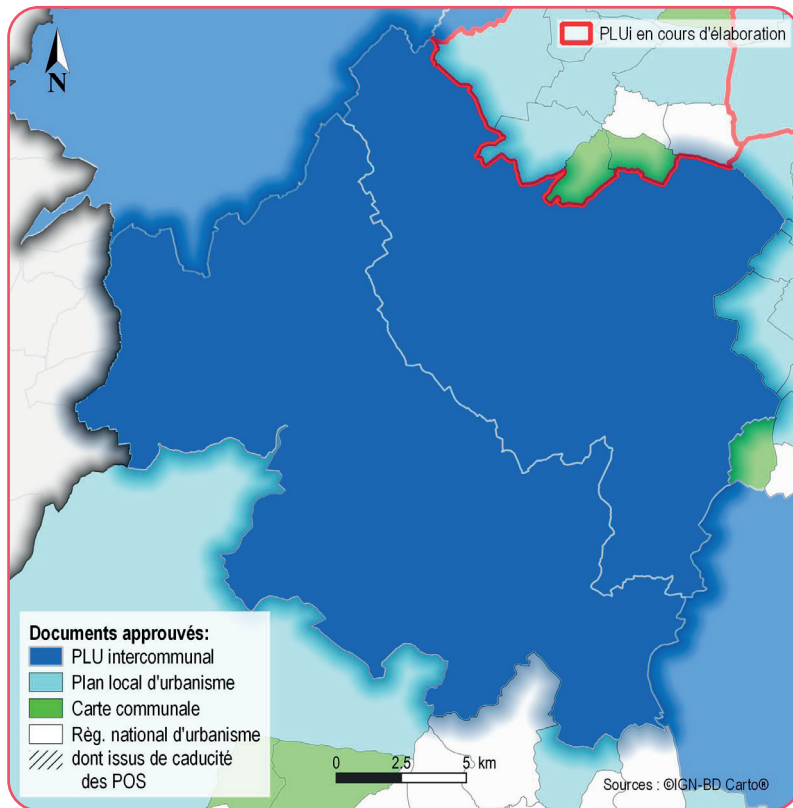 PLUi en cours d'élaboration
N
Documents approuvés:
PLU intercommunal
Plan local d'urbanisme
Carte communale
Règ. national d'urbanisme
dont issus de caducité
des POS
0 2.5 5 km
Sources : ©IGN-BD Carto®